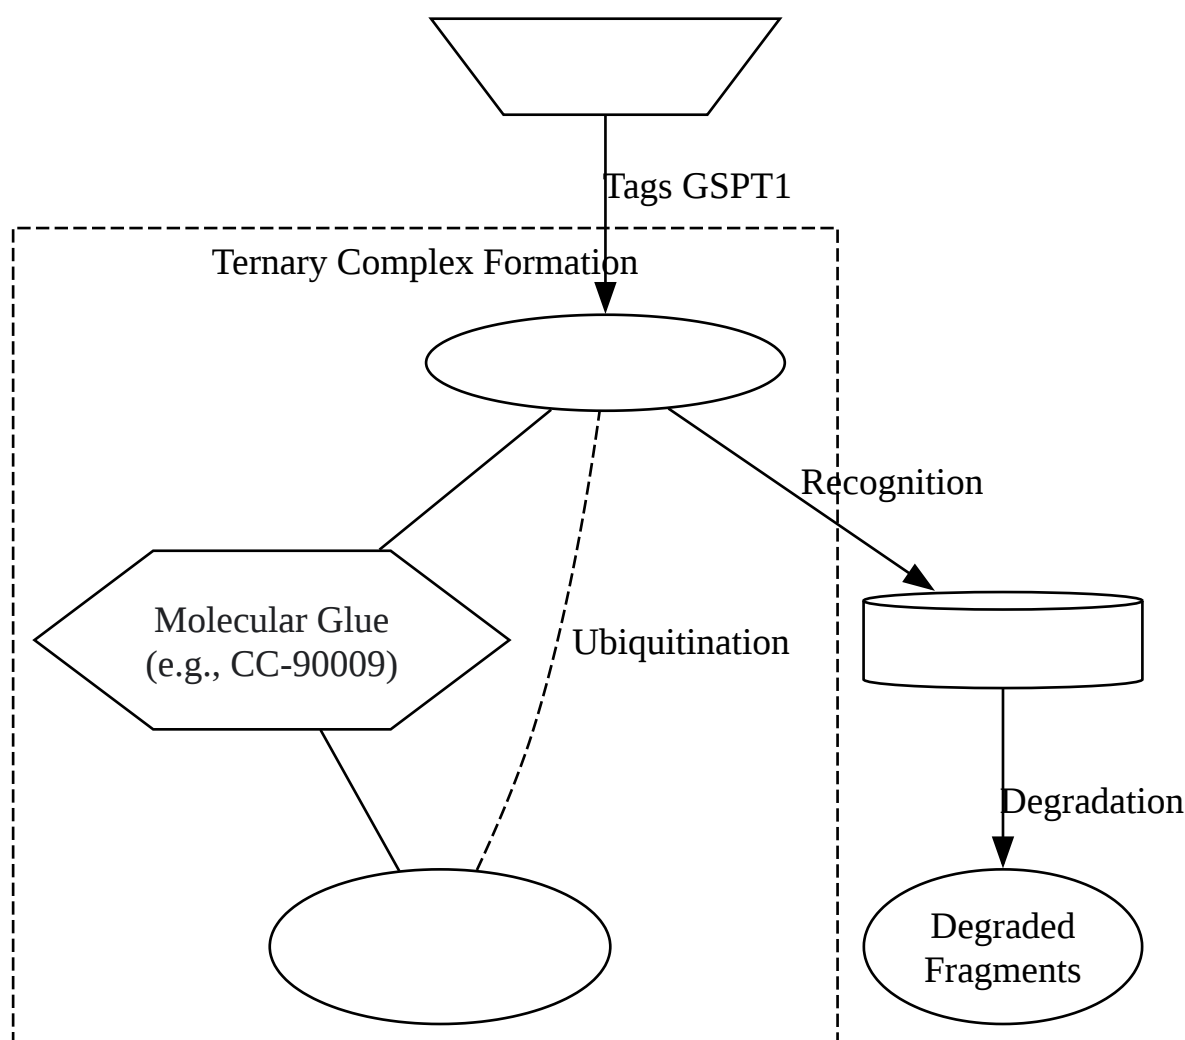 Tags GSPT1
Ternary Complex Formation
Recognition
Molecular Glue
(e.g., CC-90009)
Ubiquitination
Degradation
Degraded
Fragments